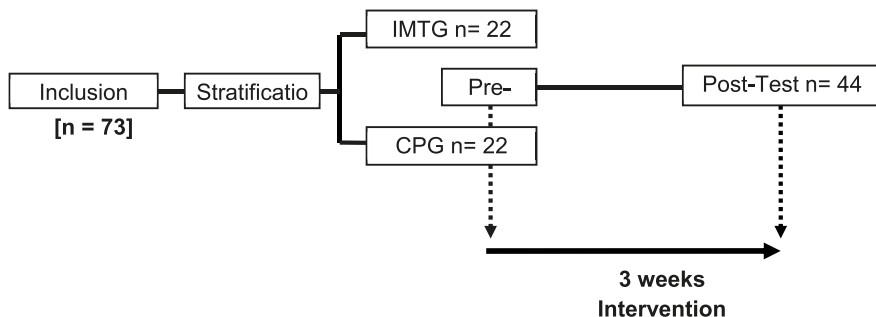 IMTG n= 22
Inclusion
[n = 73]
Stratificatio
Pre-
Post-Test n= 44
CPG n= 22
3 weeks
Intervention